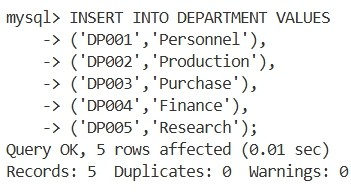 mysql> INSERT INTO DEPARTMENT VALUES
-> ('DP001','Personnel'),
-> ('DP002','Production'),
-> ('DP003','Purchase'),
-> ('DP004','Finance'),
-> ('DP005','Research');
Query OK, 5 rows affected (0.01 sec)
Records: 5  Duplicates: 0  Warnings: 0